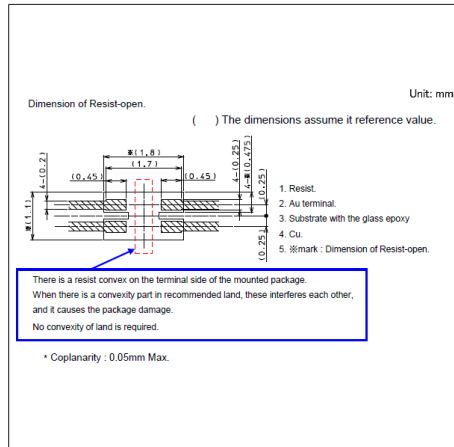 Unit: mm
Dimension of Resist-open.
( ) The dimensions assume it reference value.
※(1.8)
(1.7)
(0.45)
(0.45)
4-(0.2)
※(1.1)
4-(0.25)
4-※(0.475)
(0.25)
(0.25)
1. Resist.
2. Au terminal.
3. Substrate with the glass epoxy
4. Cu.
5. ※mark : Dimension of Resist-open.
There is a resist convex on the terminal side of the mounted package.
When there is a convexity part in recommended land, these interferes each other,
and it causes the package damage.
No convexity of land is required.
* Coplanarity : 0.05mm Max.